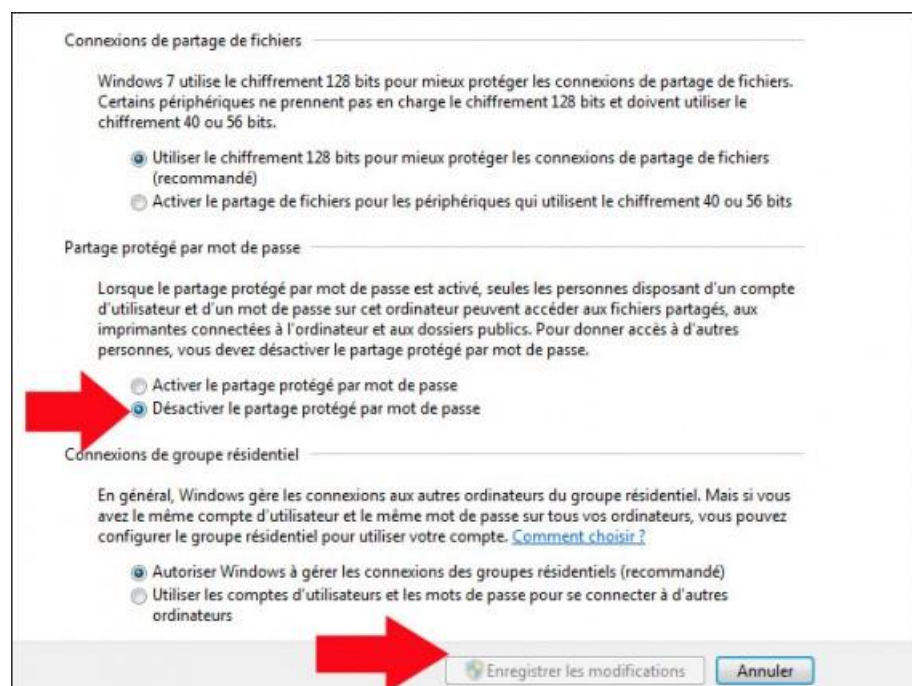 Connexions de partage de fichiers
Windows 7 utilise le chiffrement 128 bits pour mieux protéger les connexions de partage de fichiers.
Certains périphériques ne prennent pas en charge le chiffrement 128 bits et doivent utiliser le
chiffrement 40 ou 56 bits.
Utiliser le chiffrement 128 bits pour mieux protéger les connexions de partage de fichiers
(recommandé)
Activer le partage de fichiers pour les périphériques qui utilisent le chiffrement 40 ou 56 bits
Partage protégé par mot de passe
Lorsque le partage protégé par mot de passe est activé, seules les personnes disposant d'un compte
d'utilisateur et d'un mot de passe sur cet ordinateur peuvent accéder aux fichiers partagés, aux
imprimantes connectées à l'ordinateur et aux dossiers publics. Pour donner accès à d'autres
personnes, vous devez désactiver le partage protégé par mot de passe.
Activer le partage protégé par mot de passe
Désactiver le partage protégé par mot de passe
Connexions de groupe résidentiel
En général, Windows gère les connexions aux autres ordinateurs du groupe résidentiel. Mais si vous
avez le même compte d'utilisateur et le même mot de passe sur tous vos ordinateurs, vous pouvez
configurer le groupe résidentiel pour utiliser votre compte. Comment choisir ?
Autoriser Windows à gérer les connexions des groupes résidentiels (recommandé)
Utiliser les comptes d'utilisateurs et les mots de passe pour se connecter à d'autres
ordinateurs
Enregistrer les modifications Annuler